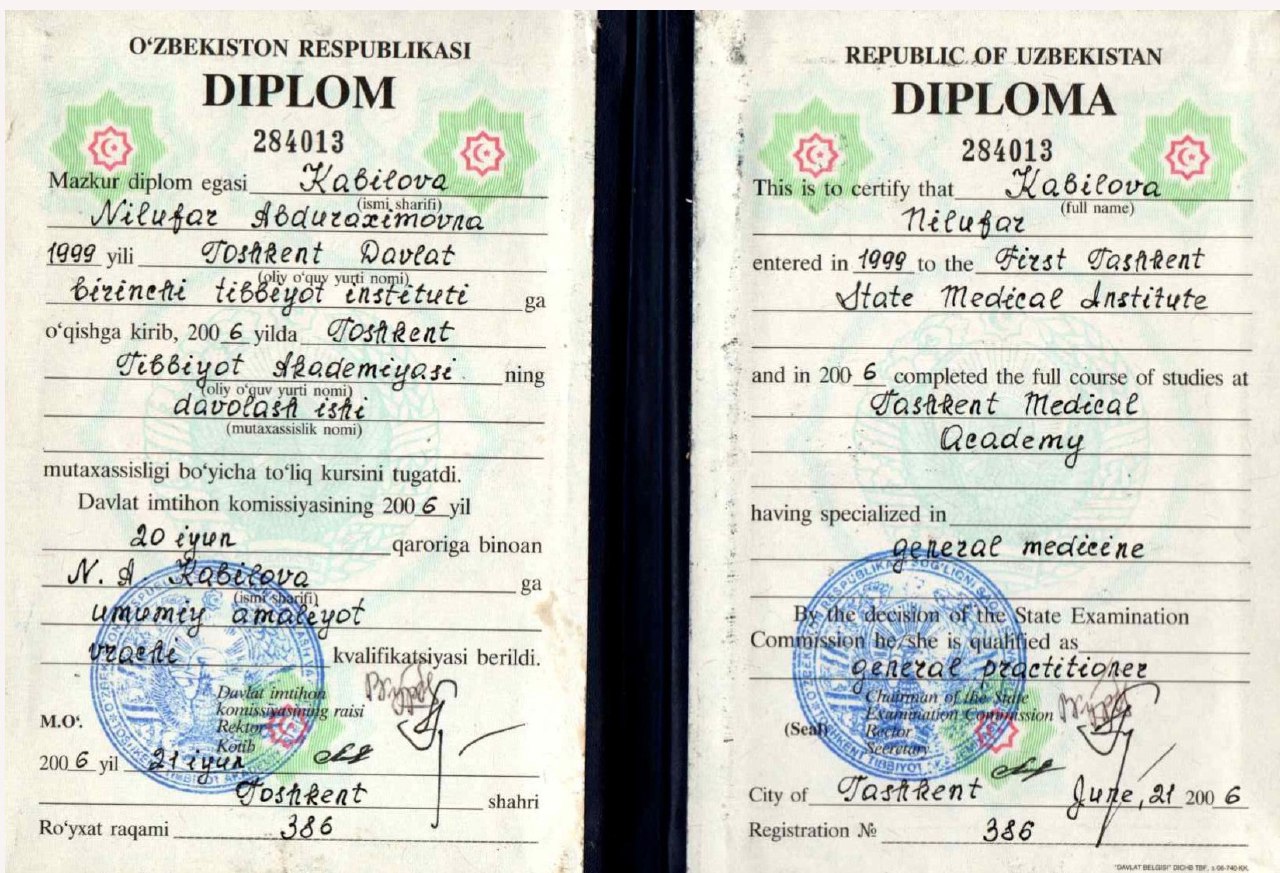 O‘ZBEKISTON RESPUBLIKASI
DIPLOM
284013
Mazkur diplom egasi Kabilova
(ismi sharifi)
Nilufar Abduraximovna
1999 yili Toshkent Davlat
(oliy o‘quv yurti nomi)
birinchi tibbiyot instituti ga
o‘qishga kirib, 2006 yilda Toshkent
Tibbiyot Akademiyasi ning
(oliy o‘quv yurti nomi)
davolash ishi
(mutaxassislik nomi)
mutaxassisligi bo‘yicha to‘liq kursini tugatdi.
Davlat imtihon komissiyasining 2006 yil
20 iyun qaroriga binoan
N. A. Kabilova ga
(ismi sharifi)
umumiy amaliyot
vrachi kvalifikatsiyasi berildi.
Davlat imtihon
komissiyasining raisi
M.O‘.
Rektor
Kotib
2006 yil 21 iyun
Toshkent shahri
Ro‘yxat raqami 386
REPUBLIC OF UZBEKISTAN
DIPLOMA
284013
This is to certify that Kabilova
(full name)
Nilufar
entered in 1999 to the First Tashkent
State Medical Institute
and in 2006 completed the full course of studies at
Tashkent Medical
Academy
having specialized in
general medicine
By the decision of the State Examination
Commission he/she is qualified as
general practitioner
Chairman of the State
Examination Commission
(Seal)
Rector
Secretary
City of Tashkent June, 21 2006
Registration № 386